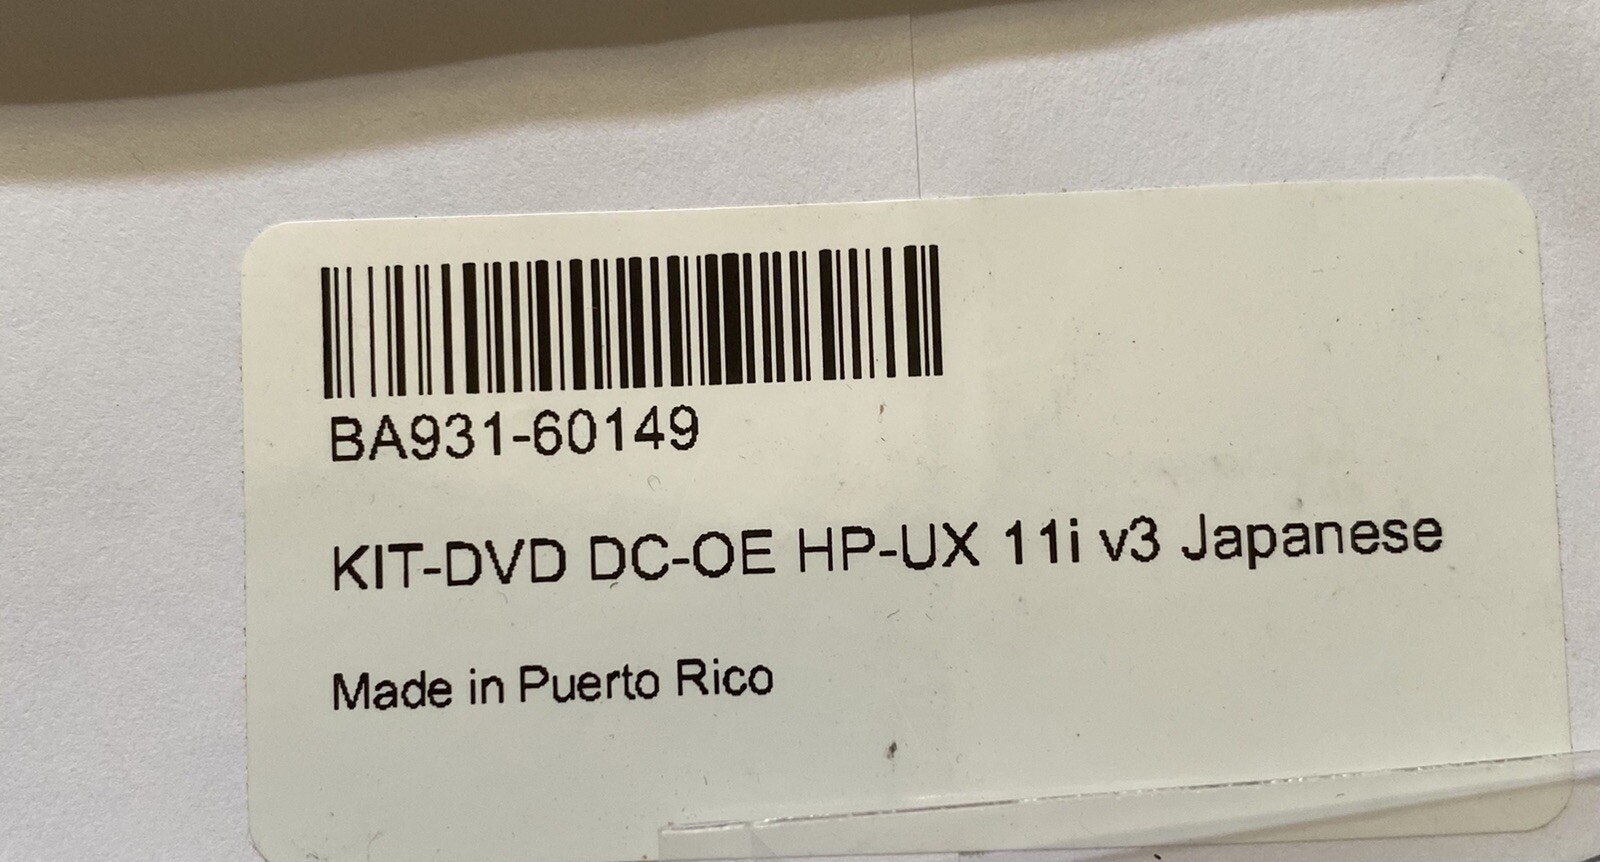 BA931-60149
KIT-DVD DC-OE HP-UX 11i v3 Japanese
Made in Puerto Rico